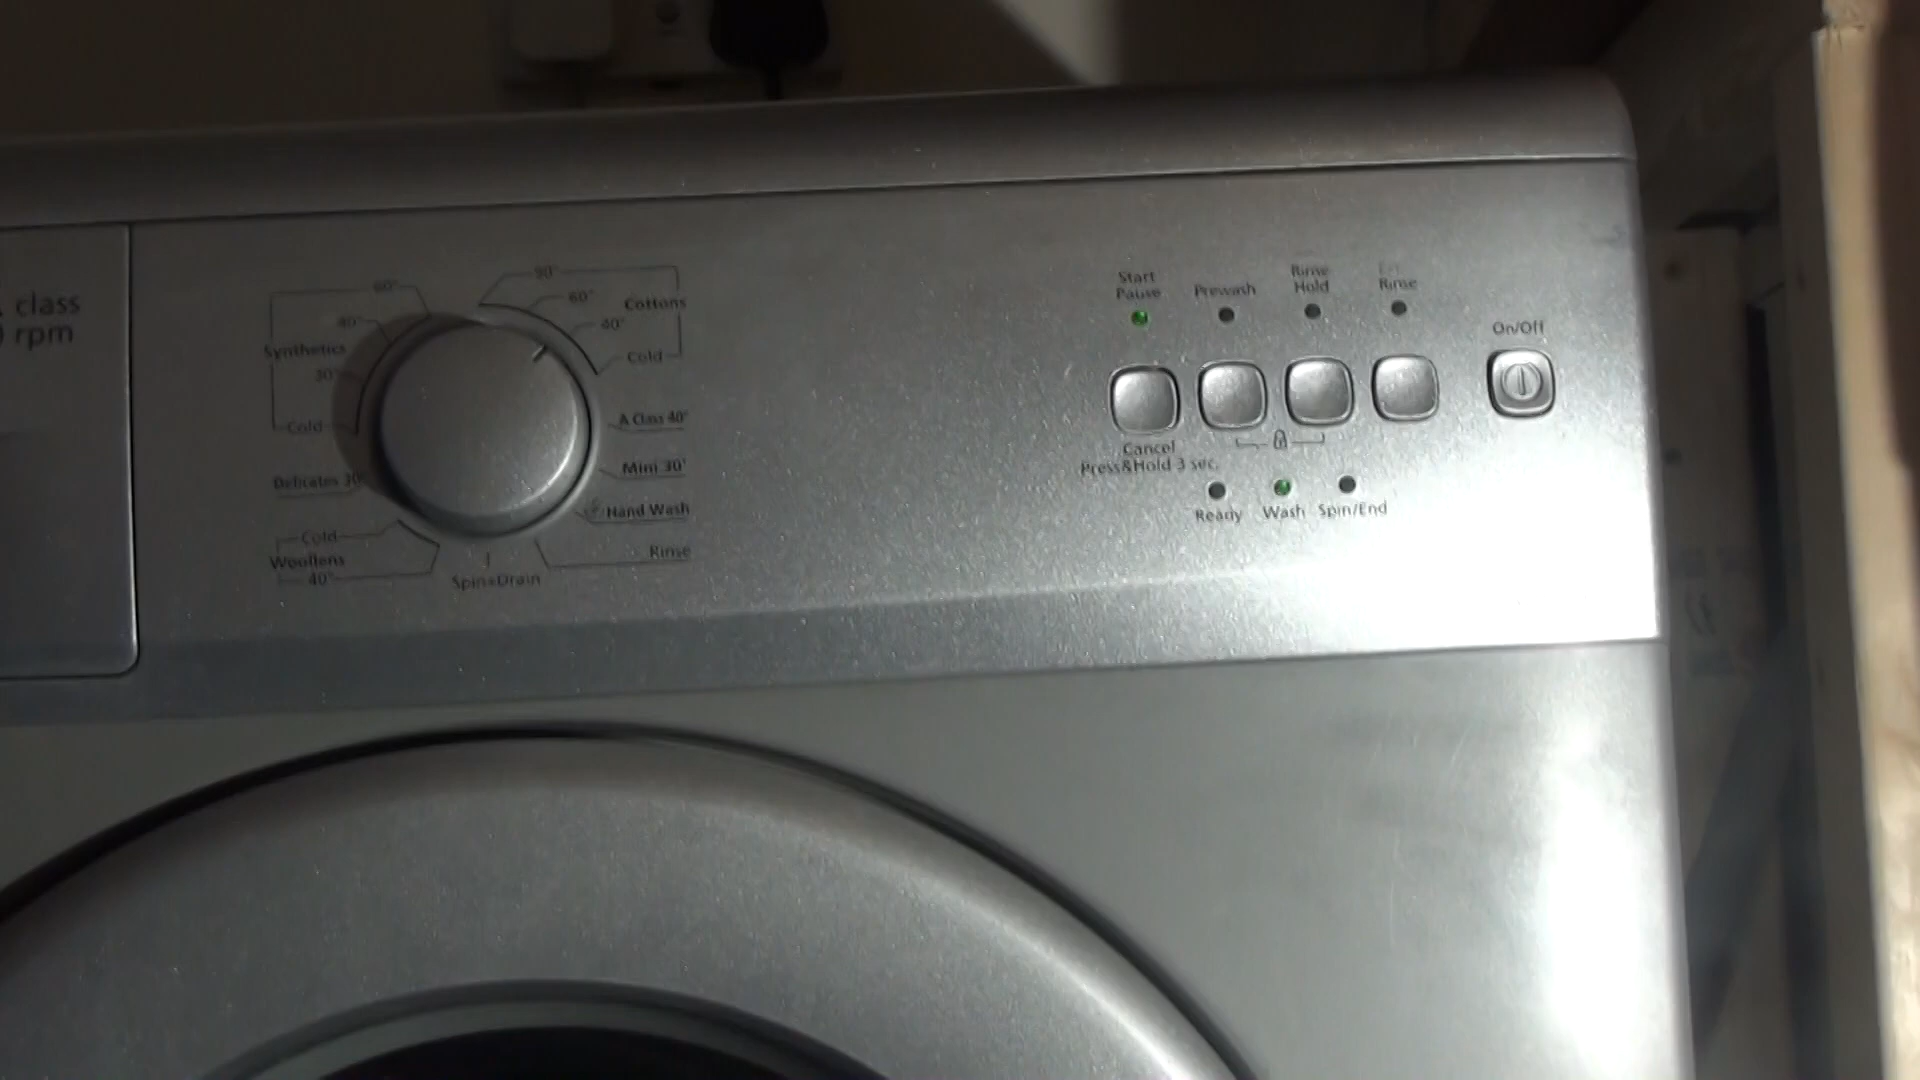 class
rpm
90°
60°
Cottons
40°
Cold
A Class 40°
Mini 30'
Hand Wash
Rinse
Spin+Drain
60°
40°
Synthetics
30°
Cold
Delicates 30°
Cold
Woollens
40°
Start
Pause
Prewash
Rinse
Hold
Rinse
On/Off
Cancel
Press&Hold 3 sec.
Ready
Wash
Spin/End